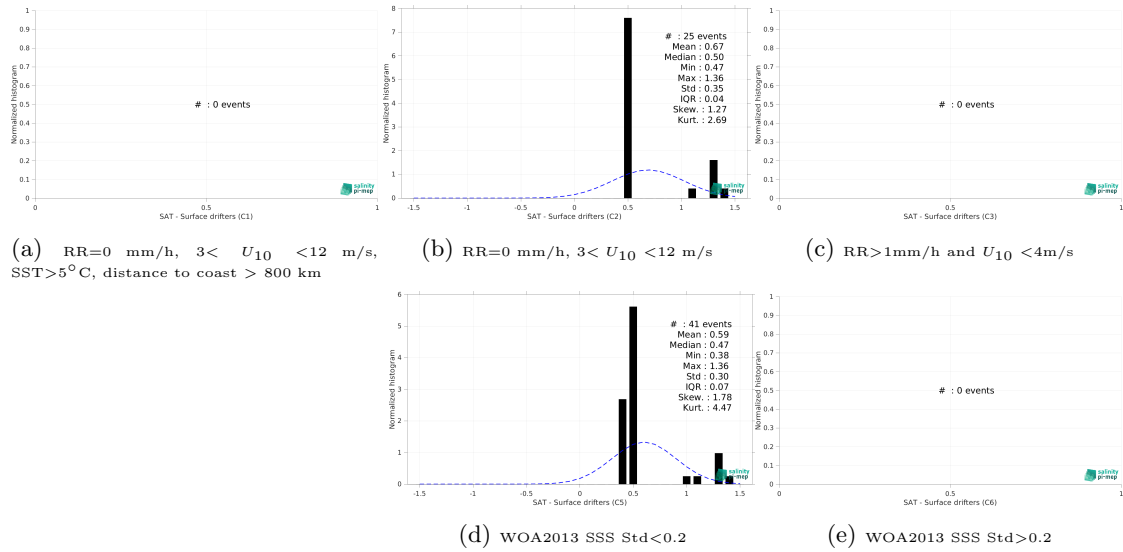 1
0.9
0.8
0.7
0.6
0.5
0.4
0.3
0.2
0.1
0
Normalized histogram
# : 0 events
salinity
pi-mep
0 0.5 1
SAT - Surface drifters (C1)
(a) RR=0 mm/h, 3< U10 <12 m/s,
SST>5°C, distance to coast > 800 km
8
7
6
5
4
3
2
1
0
Normalized histogram
# : 25 events
Mean : 0.67
Median : 0.50
Min : 0.47
Max : 1.36
Std : 0.35
IQR : 0.04
Skew. : 1.27
Kurt. : 2.69
salinity
pi-mep
-1.5 -1 -0.5 0 0.5 1 1.5
SAT - Surface drifters (C2)
(b) RR=0 mm/h, 3< U10 <12 m/s
1
0.9
0.8
0.7
0.6
0.5
0.4
0.3
0.2
0.1
0
Normalized histogram
# : 0 events
salinity
pi-mep
0 0.5 1
SAT - Surface drifters (C3)
(c) RR>1mm/h and U10 <4m/s
6
5
4
3
2
1
0
Normalized histogram
# : 41 events
Mean : 0.59
Median : 0.47
Min : 0.38
Max : 1.36
Std : 0.30
IQR : 0.07
Skew. : 1.78
Kurt. : 4.47
salinity
pi-mep
-1.5 -1 -0.5 0 0.5 1 1.5
SAT - Surface drifters (C5)
(d) WOA2013 SSS Std<0.2
1
0.9
0.8
0.7
0.6
0.5
0.4
0.3
0.2
0.1
0
Normalized histogram
# : 0 events
salinity
pi-mep
0 0.5 1
SAT - Surface drifters (C6)
(e) WOA2013 SSS Std>0.2